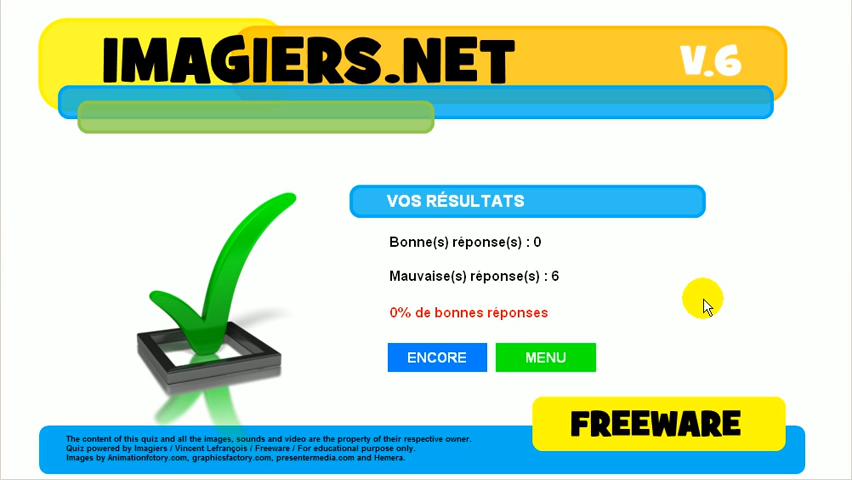 IMAGIERS.NET
V.6
VOS RÉSULTATS
Bonne(s) réponse(s) : 0
Mauvaise(s) réponse(s) : 6
0% de bonnes réponses
ENCORE
MENU
FREEWARE
The content of this quiz and all the images, sounds and video are the property of their respective owner.
Quiz powered by Imagiers / Vincent Lefrançois / Freeware / For educational purpose only.
Images by Animationfctory.com, graphicsfactory.com, presentermedia.com and Hemera.